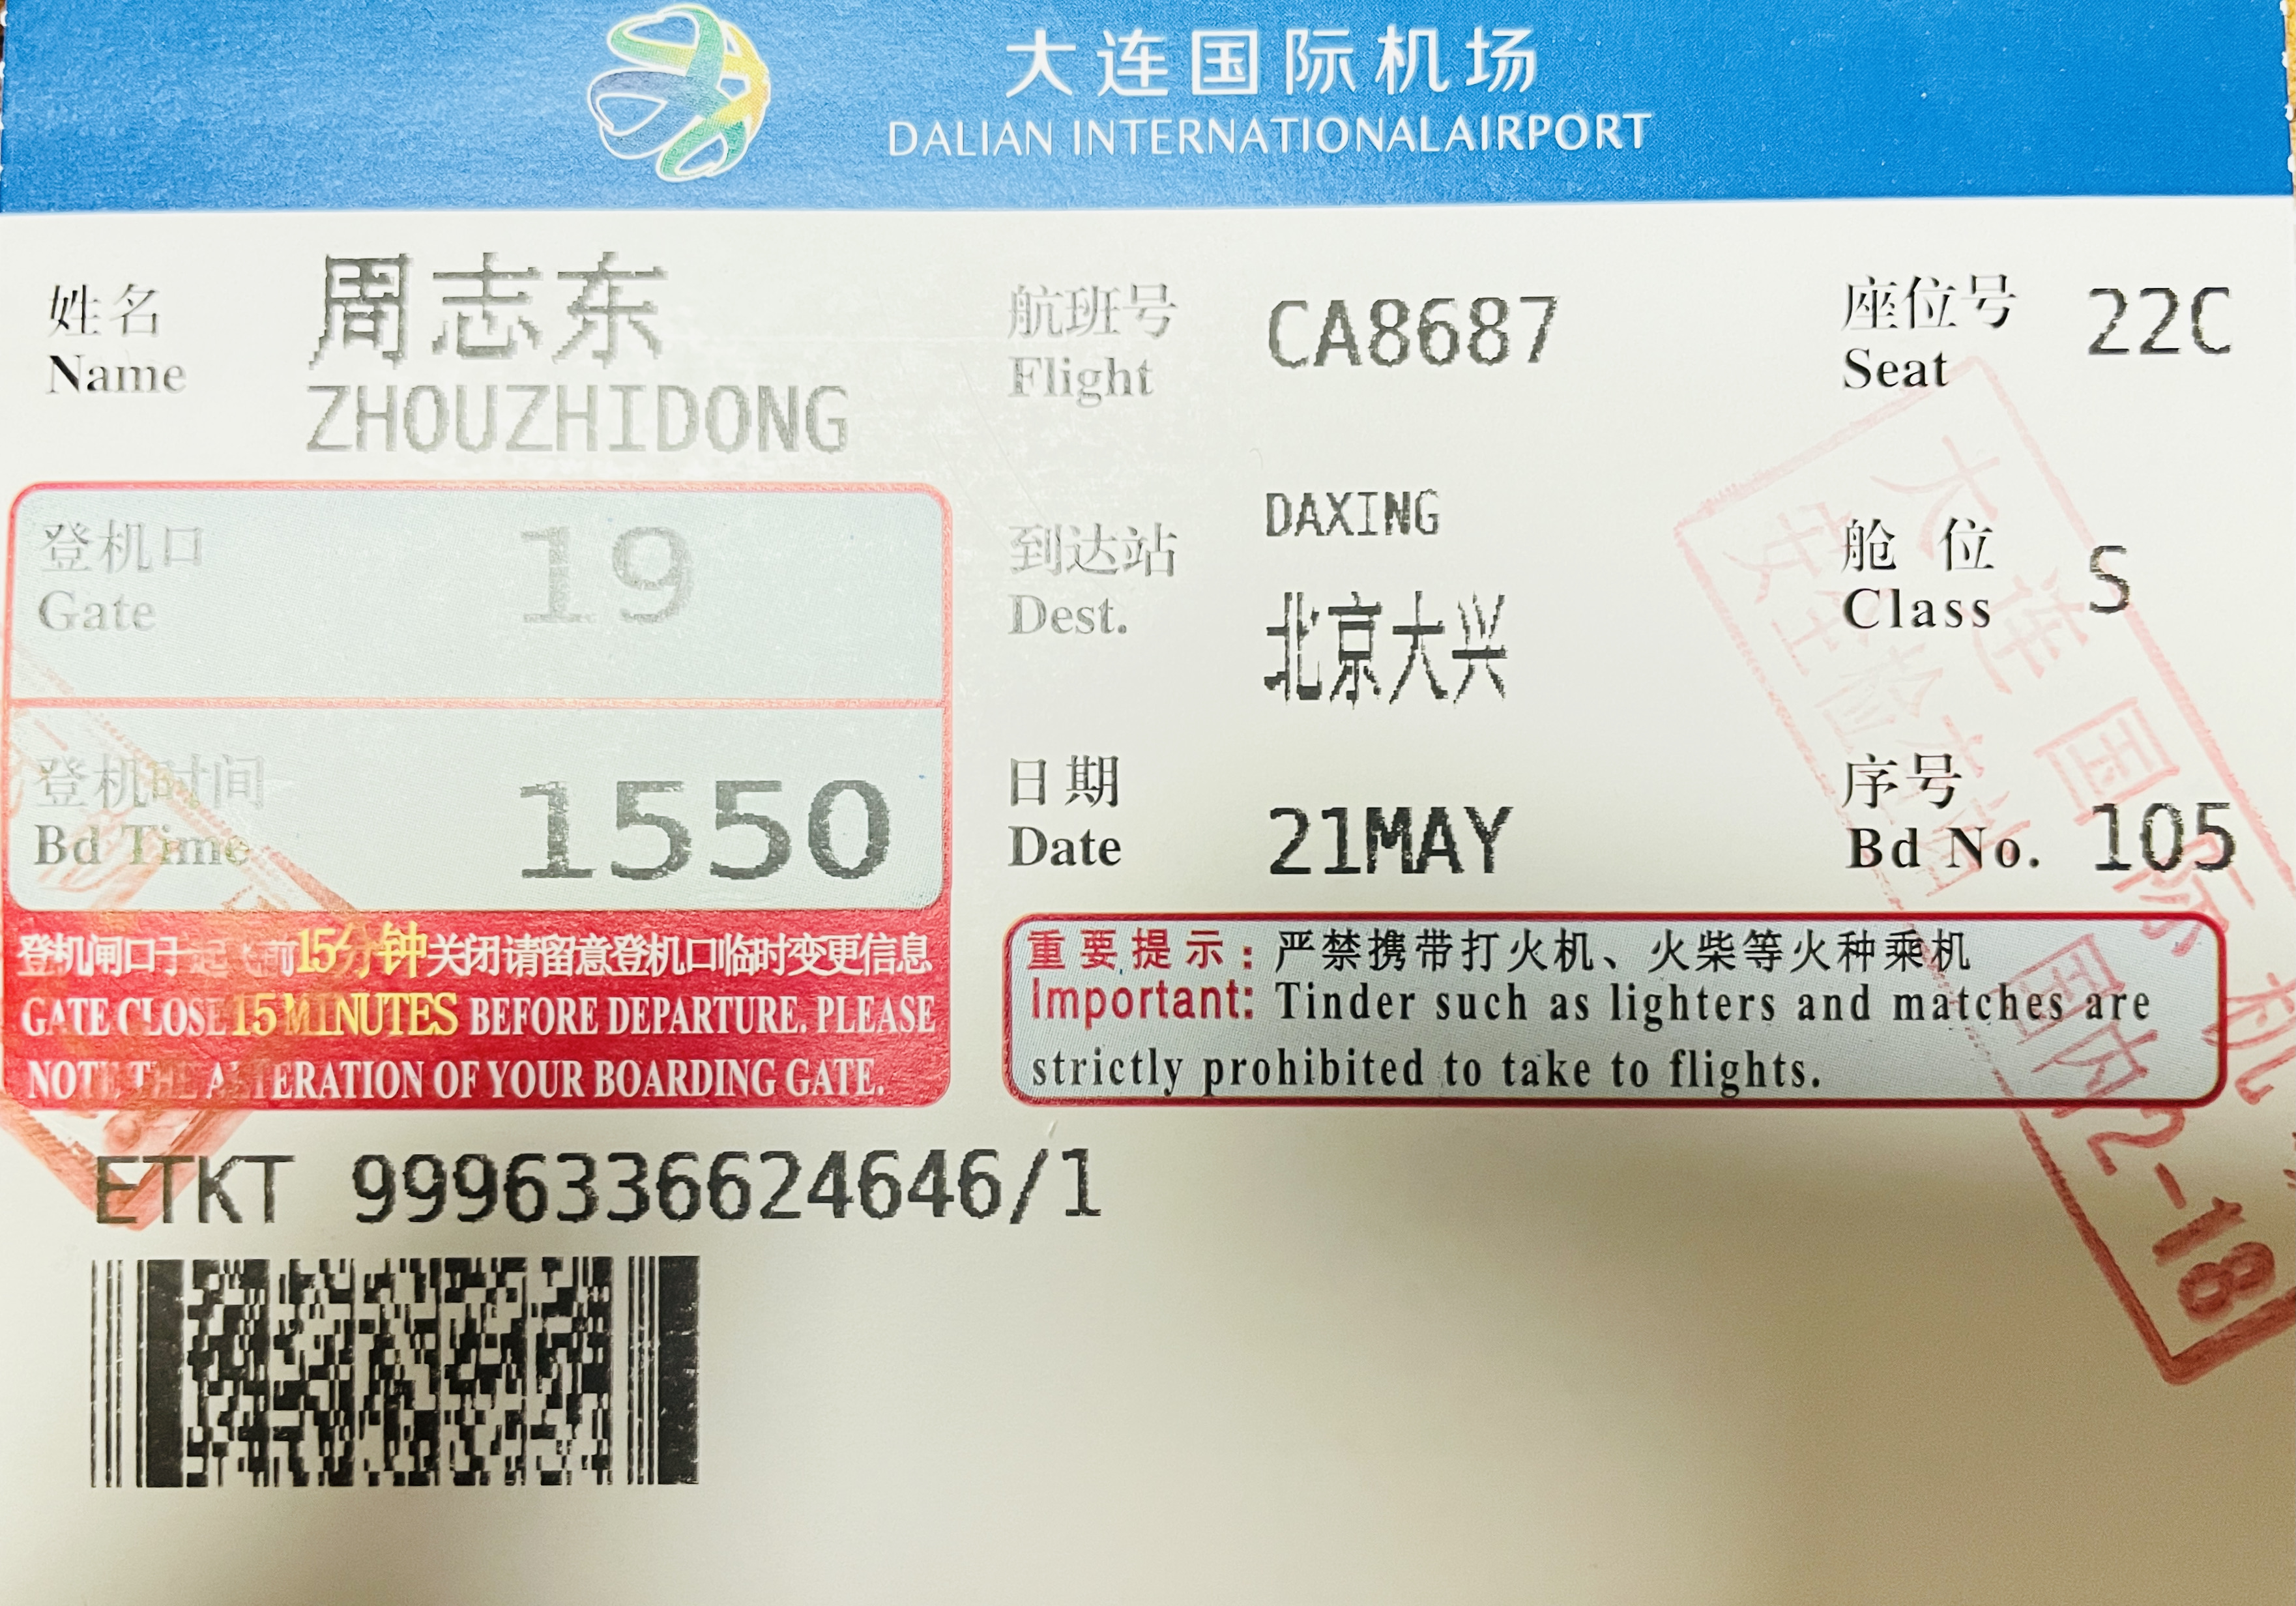 大连国际机场
DALIAN INTERNATIONALAIRPORT
姓名
Name
周志东
ZHOUZHIDONG
航班号
Flight
CA8687
座位号
Seat
22C
登机口
Gate
19
到达站
Dest.
DAXING
北京大兴
舱 位
Class
S
登机时间
Bd Time
1550
日期
Date
21MAY
序号
Bd No.
105
登机闸口于起飞前15分钟关闭请留意登机口临时变更信息
GATE CLOSE 15 MINUTES BEFORE DEPARTURE. PLEASE
NOTE THE ALTERATION OF YOUR BOARDING GATE.
重要提示：严禁携带打火机、火柴等火种乘机
Important: Tinder such as lighters and matches are
strictly prohibited to take to flights.
ETKT 9996336624646/1
大连国际机
安全检查
国内2-18